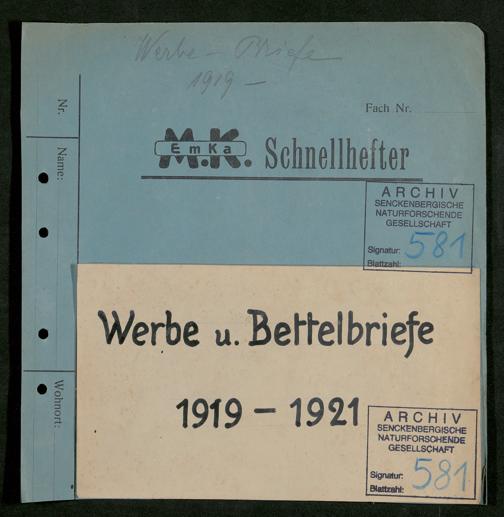 Werbe - Briefe
1919 -
Fach Nr.
Nr.
Name:
Wohnort:
M.K.
EmKa
Schnellhefter
ARCHIV
SENCKENBERGISCHE
NATURFORSCHENDE
GESELLSCHAFT
Signatur: 581
Blattzahl:
Werbe u. Bettelbriefe
1919 - 1921
ARCHIV
SENCKENBERGISCHE
NATURFORSCHENDE
GESELLSCHAFT
Signatur: 581
Blattzahl: